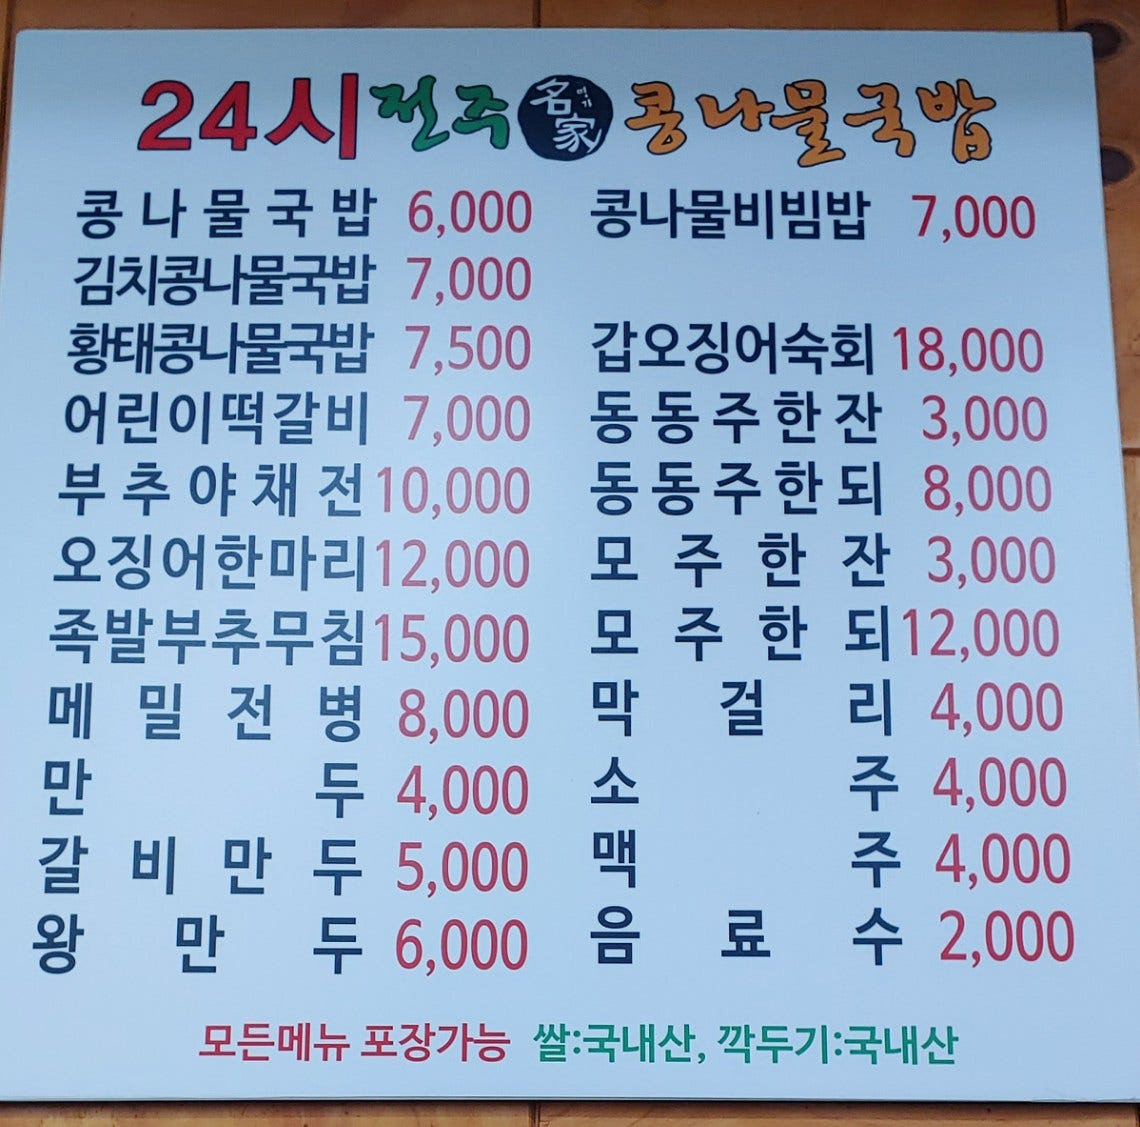 24시 전주 名家 명가 콩나물국밥
콩나물국밥 6,000
김치콩나물국밥 7,000
황태콩나물국밥 7,500
어린이떡갈비 7,000
부추야채전 10,000
오징어한마리 12,000
족발부추무침 15,000
메밀전병 8,000
만두 4,000
갈비만두 5,000
왕만두 6,000
콩나물비빔밥 7,000
갑오징어숙회 18,000
동동주한잔 3,000
동동주한되 8,000
모주한잔 3,000
모주한되 12,000
막걸리 4,000
소주 4,000
맥주 4,000
음료수 2,000
모든메뉴 포장가능 쌀:국내산, 깍두기:국내산